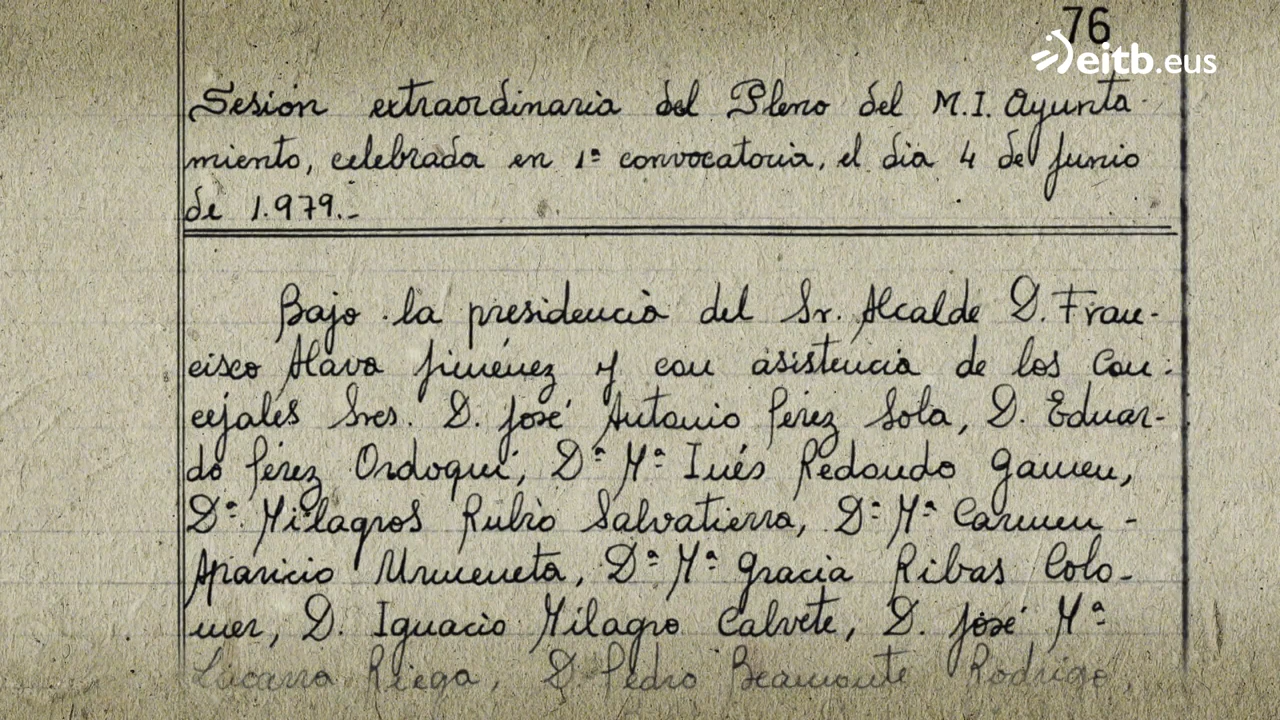 76
eitb.eus
Sesión extraordinaria del Pleno del M.I. Ayunta-
miento, celebrada en 1ª convocatoria, el dia 4 de Junio
de 1.979.-
Bajo la presidencia del Sr. Alcalde D. Fran-
cisco Alava Jiménez y con asistencia de los Con-
cejales Sres. D. José Antonio Pérez Sola, D. Eduar-
do Pérez Ordoqui, Dª Mª Inés Redondo Gamen,
Dª Milagros Rubio Salvatierra, Dª Mª Carmen -
Aparicio Urmeneta, Dª Mª Gracia Ribas Colo-
mer, D. Ignacio Milagro Calvete, D. José Mª
Lacarra Riega, D. Pedro Beamonte Rodrigo,